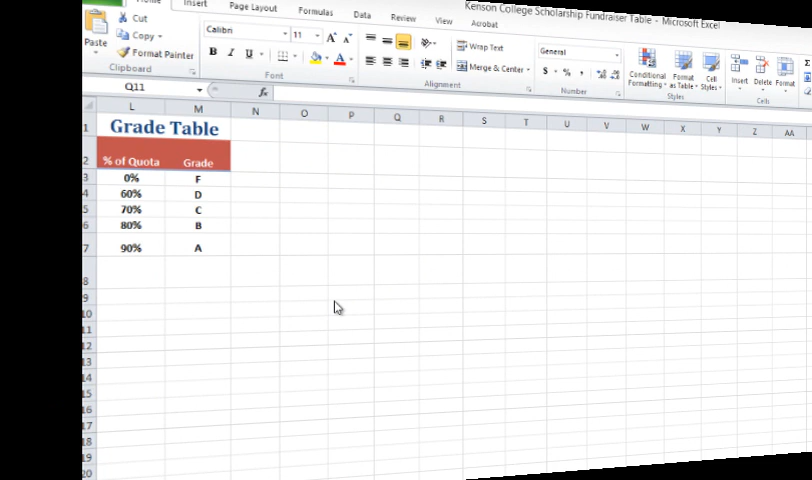 Kenson College Scholarship Fundraiser Table - Microsoft Excel
Insert Page Layout Formulas Data Review View Acrobat
Paste
Cut
Copy
Format Painter
Clipboard
Calibri 11
B I U
Font
Wrap Text
Merge & Center
Alignment
General
$ % ,
Number
Conditional Formatting
Format as Table
Cell Styles
Styles
Insert Delete Format
Cells
Q11 fx
L M N O P Q R S T U V W X Y Z AA
1 Grade Table
2 % of Quota Grade
3 0% F
4 60% D
5 70% C
6 80% B
7 90% A
8
9
10
11
12
13
14
15
16
17
18
19
20